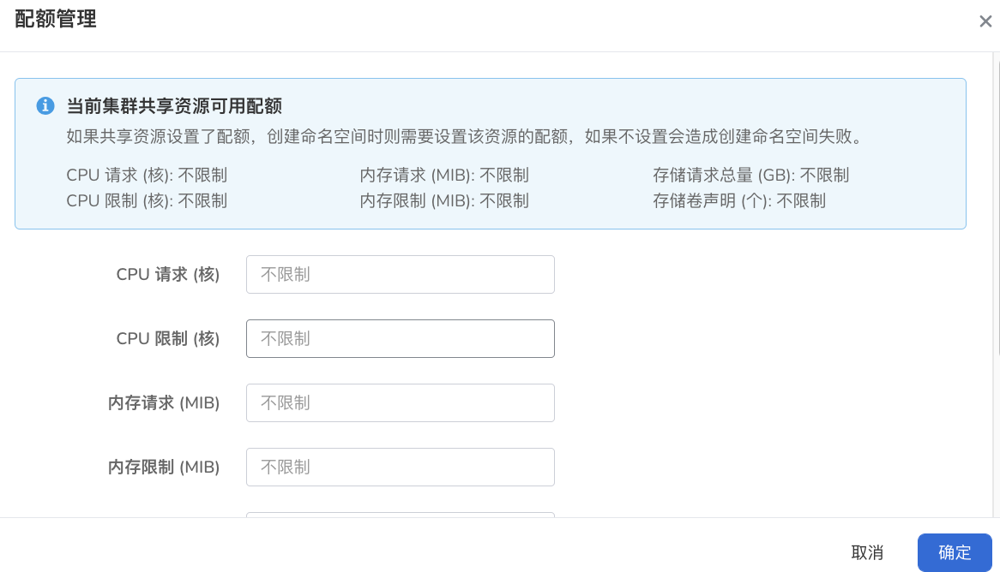 配额管理
当前集群共享资源可用配额
如果共享资源设置了配额，创建命名空间时则需要设置该资源的配额，如果不设置会造成创建命名空间失败。
CPU 请求 (核): 不限制 内存请求 (MIB): 不限制 存储请求总量 (GB): 不限制
CPU 限制 (核): 不限制 内存限制 (MIB): 不限制 存储卷声明 (个): 不限制
CPU 请求 (核) 不限制
CPU 限制 (核) 不限制
内存请求 (MIB) 不限制
内存限制 (MIB) 不限制
取消 确定